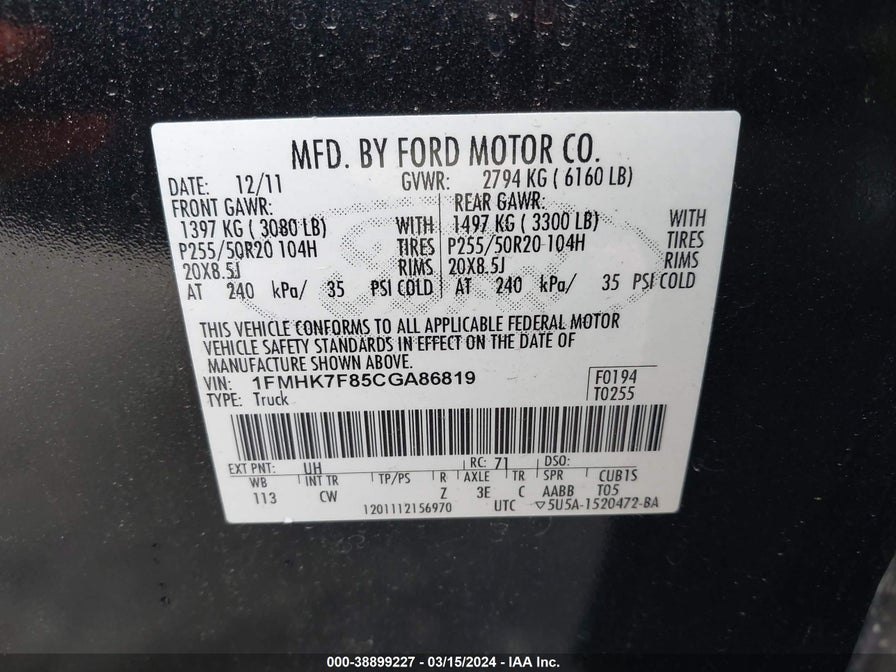 MFD. BY FORD MOTOR CO.
DATE: 12/11 GVWR: 2794 KG ( 6160 LB)
FRONT GAWR: REAR GAWR:
1397 KG ( 3080 LB) WITH 1497 KG ( 3300 LB) WITH
P255/50R20 104H TIRES P255/50R20 104H TIRES
20X8.5J RIMS 20X8.5J RIMS
AT 240 kPa/ 35 PSI COLD AT 240 kPa/ 35 PSI COLD
THIS VEHICLE CONFORMS TO ALL APPLICABLE FEDERAL MOTOR
VEHICLE SAFETY STANDARDS IN EFFECT ON THE DATE OF
MANUFACTURE SHOWN ABOVE.
VIN: 1FMHK7F85CGA86819 F0194
TYPE: Truck T0255
EXT PNT: UH RC: 71 DSO:
WB INT TR TP/PS R AXLE TR SPR CUB1S
113 CW Z 3E C AABB T05
1201112156970 UTC ▽5U5A-1520472-BA
000-38899227 - 03/15/2024 - IAA Inc.